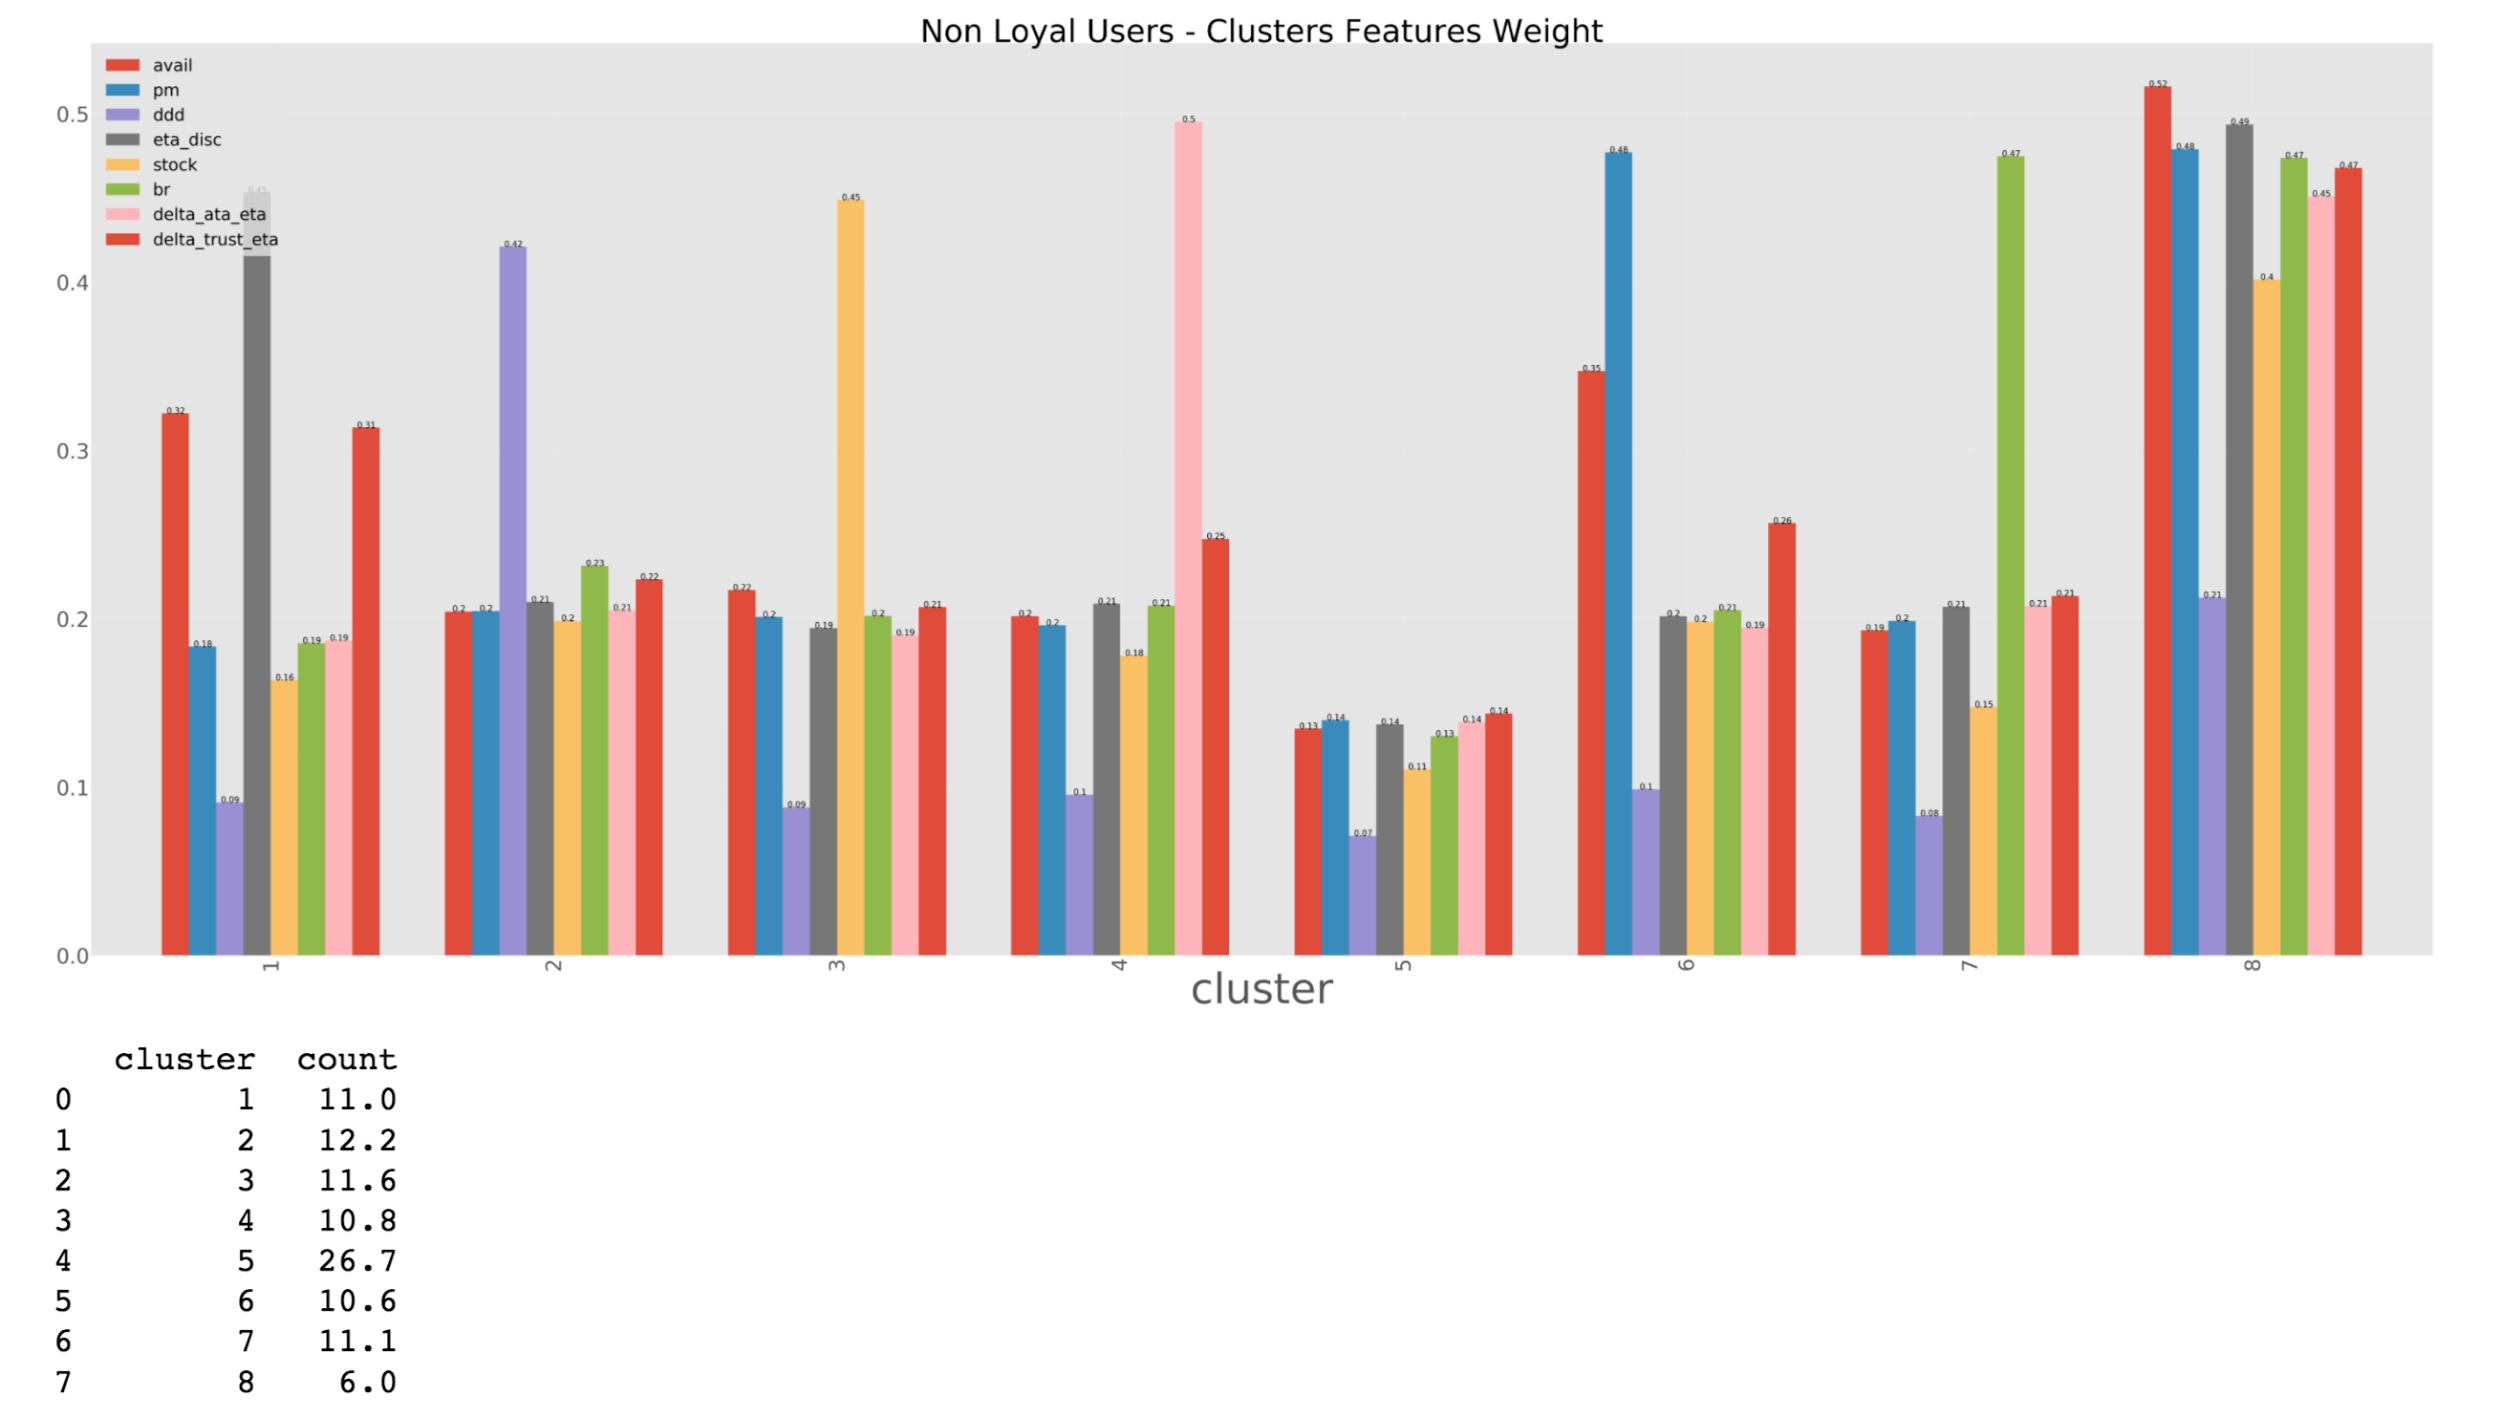 Non Loyal Users - Clusters Features Weight
avail
pm
ddd
eta_disc
stock
br
delta_ata_eta
delta_trust_eta
0.5
0.4
0.3
0.2
0.1
0.0
0.32 0.18 0.09 0.45 0.16 0.19 0.19 0.31
0.2 0.2 0.42 0.21 0.2 0.23 0.21 0.22
0.22 0.2 0.09 0.19 0.45 0.2 0.19 0.21
0.2 0.2 0.1 0.21 0.18 0.21 0.5 0.25
0.13 0.14 0.07 0.14 0.11 0.13 0.14 0.14
0.35 0.48 0.1 0.2 0.2 0.21 0.19 0.26
0.19 0.2 0.08 0.21 0.15 0.47 0.21 0.21
0.52 0.48 0.21 0.49 0.4 0.47 0.45 0.47
1 2 3 4 5 6 7 8
cluster
cluster count
0 1 11.0
1 2 12.2
2 3 11.6
3 4 10.8
4 5 26.7
5 6 10.6
6 7 11.1
7 8 6.0